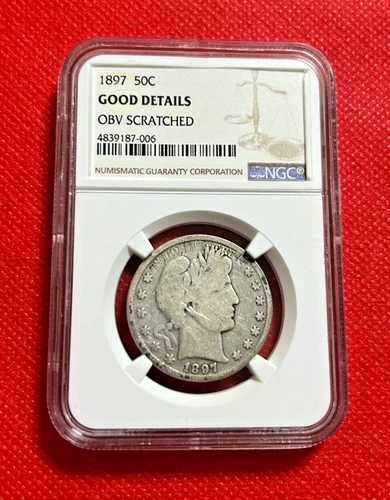 1897 50C
GOOD DETAILS
OBV SCRATCHED
4839187-006
NUMISMATIC GUARANTY CORPORATION
NGC®
1897